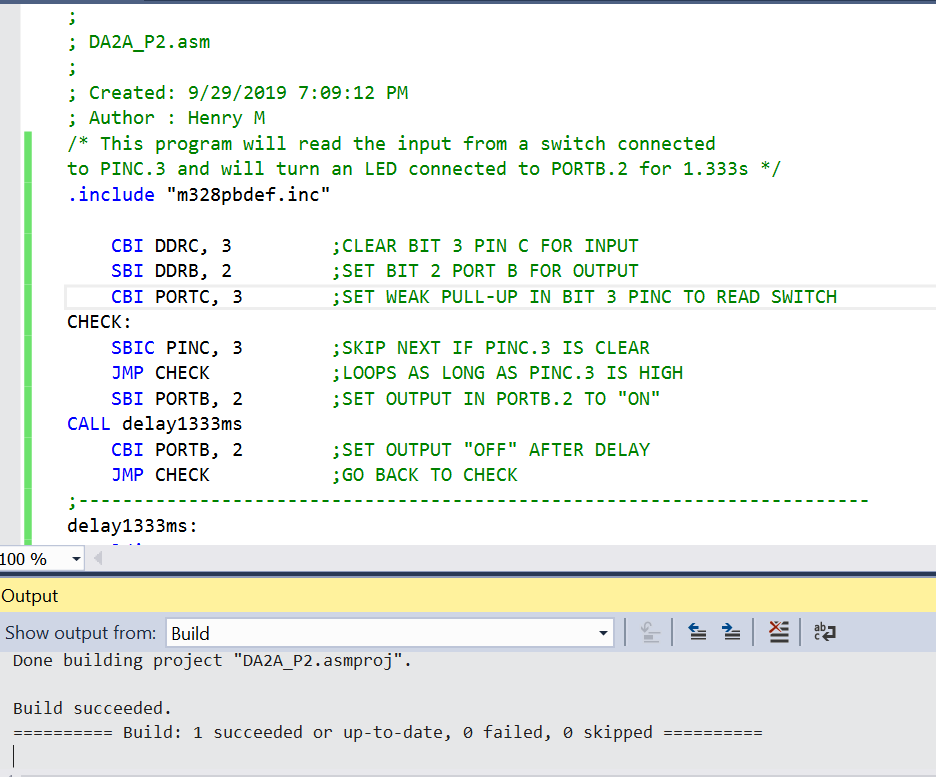 ;
; DA2A_P2.asm
;
; Created: 9/29/2019 7:09:12 PM
; Author : Henry M
/* This program will read the input from a switch connected
to PINC.3 and will turn an LED connected to PORTB.2 for 1.333s */
.include "m328pbdef.inc"
CBI DDRC, 3 ;CLEAR BIT 3 PIN C FOR INPUT
SBI DDRB, 2 ;SET BIT 2 PORT B FOR OUTPUT
CBI PORTC, 3 ;SET WEAK PULL-UP IN BIT 3 PINC TO READ SWITCH
CHECK:
SBIC PINC, 3 ;SKIP NEXT IF PINC.3 IS CLEAR
JMP CHECK ;LOOPS AS LONG AS PINC.3 IS HIGH
SBI PORTB, 2 ;SET OUTPUT IN PORTB.2 TO "ON"
CALL delay1333ms
CBI PORTB, 2 ;SET OUTPUT "OFF" AFTER DELAY
JMP CHECK ;GO BACK TO CHECK
;------------------------------------------------------------------------
delay1333ms:
100 %
Output
Show output from: Build
Done building project "DA2A_P2.asmproj".
Build succeeded.
========== Build: 1 succeeded or up-to-date, 0 failed, 0 skipped ==========